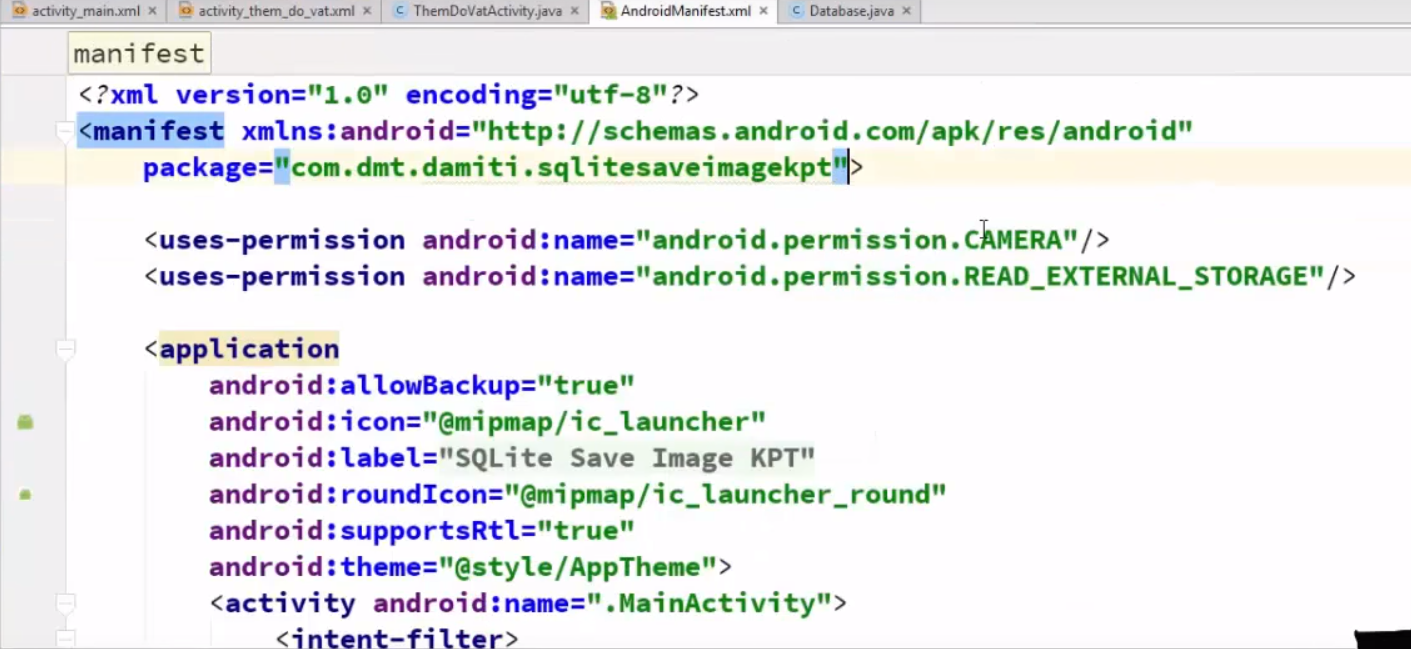 activity_main.xml × activity_them_do_vat.xml × ThemDoVatActivity.java × AndroidManifest.xml × Database.java ×
manifest
<?xml version="1.0" encoding="utf-8"?>
<manifest xmlns:android="http://schemas.android.com/apk/res/android"
package="com.dmt.damiti.sqlitesaveimagekpt">
<uses-permission android:name="android.permission.CAMERA"/>
<uses-permission android:name="android.permission.READ_EXTERNAL_STORAGE"/>
<application
android:allowBackup="true"
android:icon="@mipmap/ic_launcher"
android:label="SQLite Save Image KPT"
android:roundIcon="@mipmap/ic_launcher_round"
android:supportsRtl="true"
android:theme="@style/AppTheme">
<activity android:name=".MainActivity">
<intent-filter>